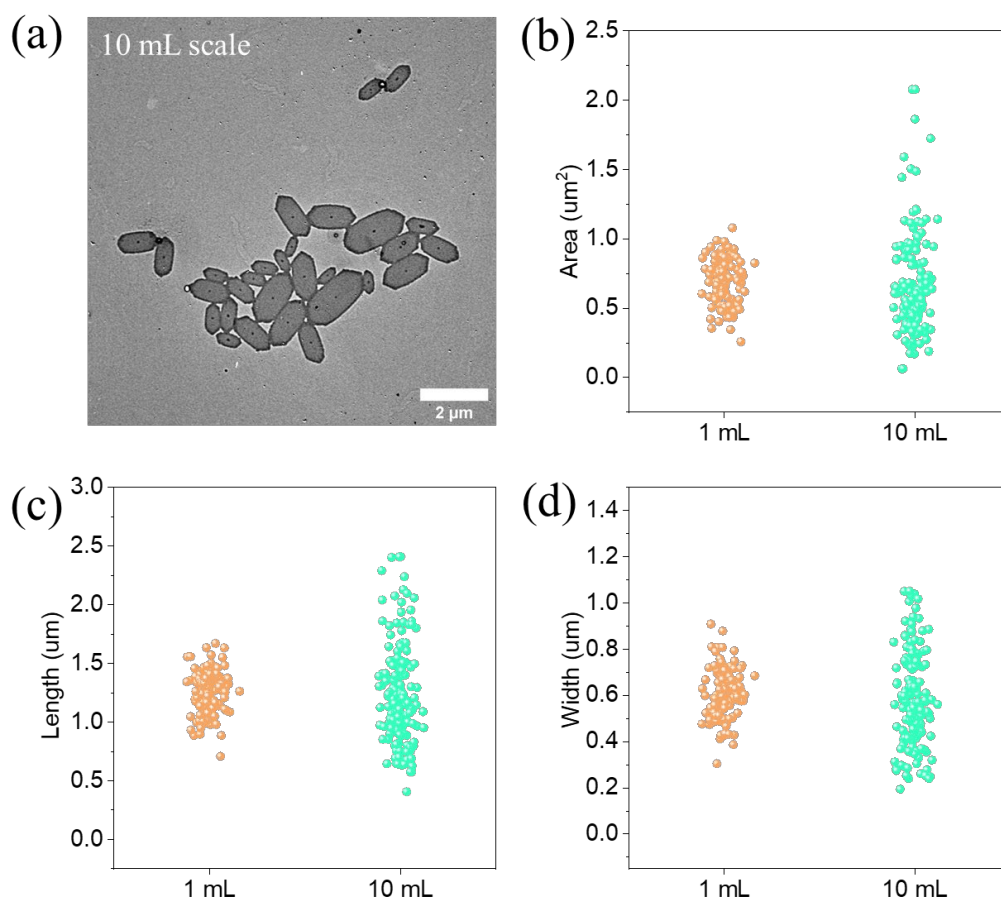 (a)
10 mL scale
2 µm
(b)
2.5
2.0
1.5
1.0
0.5
0.0
Area (um²)
1 mL
10 mL
(c)
3.0
2.5
2.0
1.5
1.0
0.5
0.0
Length (um)
1 mL
10 mL
(d)
1.4
1.2
1.0
0.8
0.6
0.4
0.2
0.0
Width (um)
1 mL
10 mL